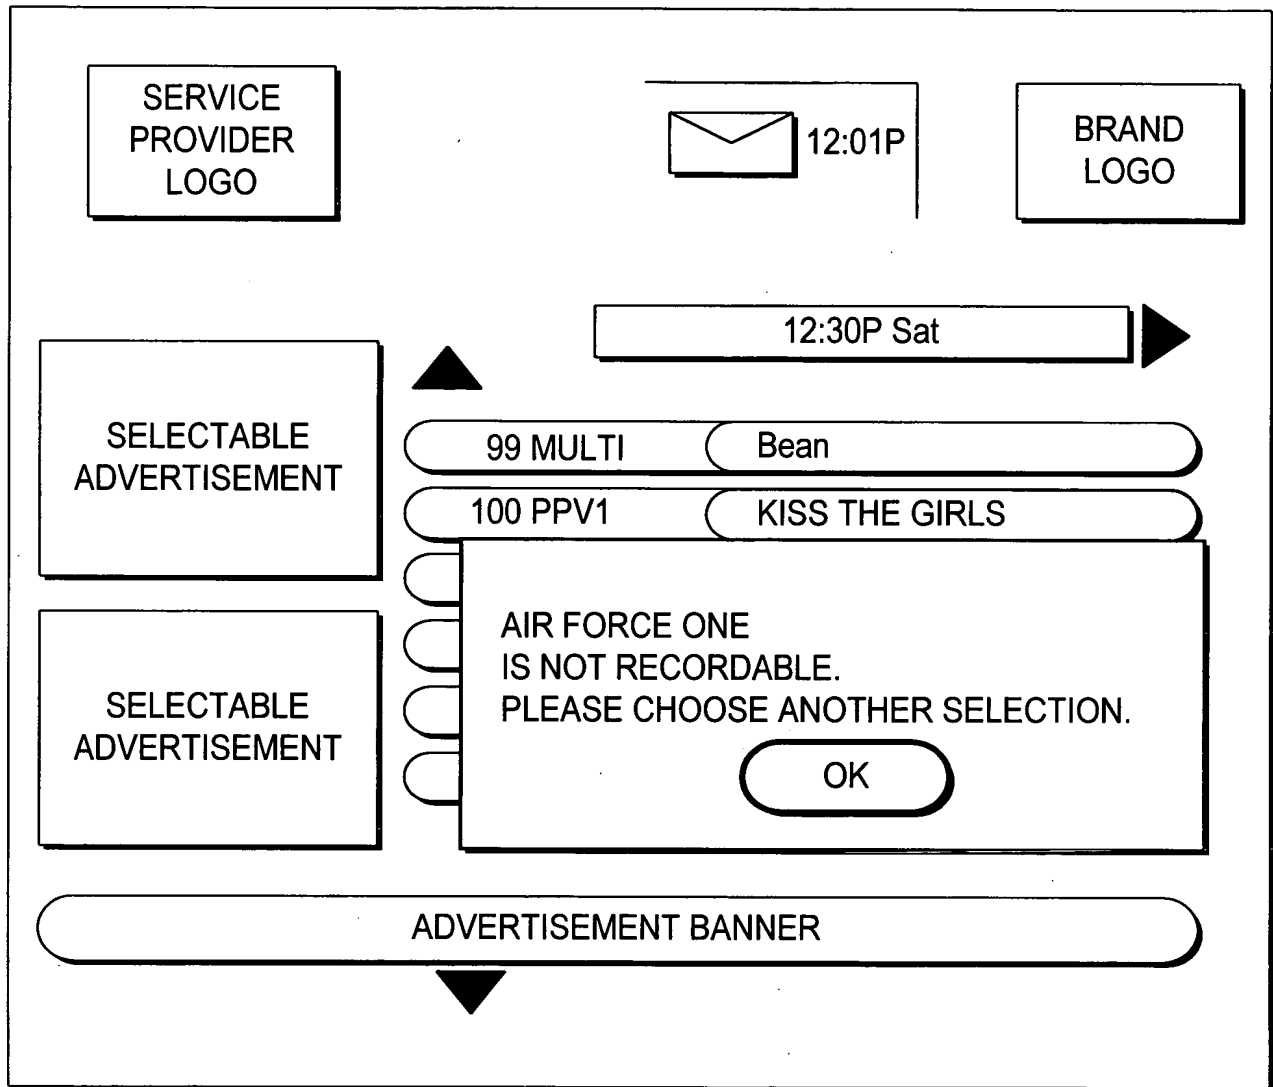 SERVICE
PROVIDER
LOGO
12:01P
BRAND
LOGO
12:30P Sat
SELECTABLE
ADVERTISEMENT
99 MULTI
Bean
100 PPV1
KISS THE GIRLS
AIR FORCE ONE
IS NOT RECORDABLE.
PLEASE CHOOSE ANOTHER SELECTION.
OK
SELECTABLE
ADVERTISEMENT
ADVERTISEMENT BANNER